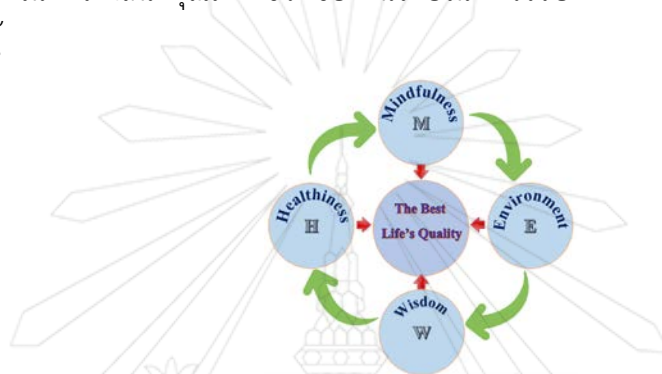 Mindfulness
M
Healthiness
H
The Best
Life's Quality
Environment
E
Wisdom
W